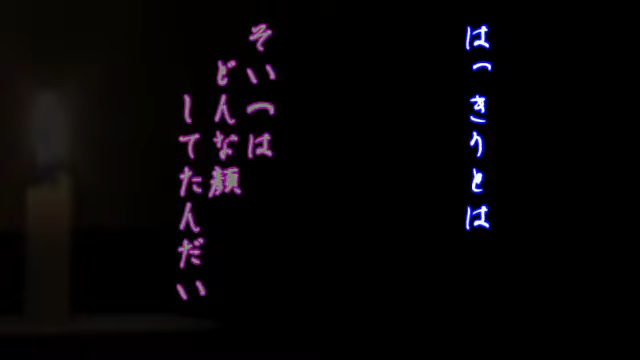 はっきりとは
そいつは
どんな顔
してたんだい